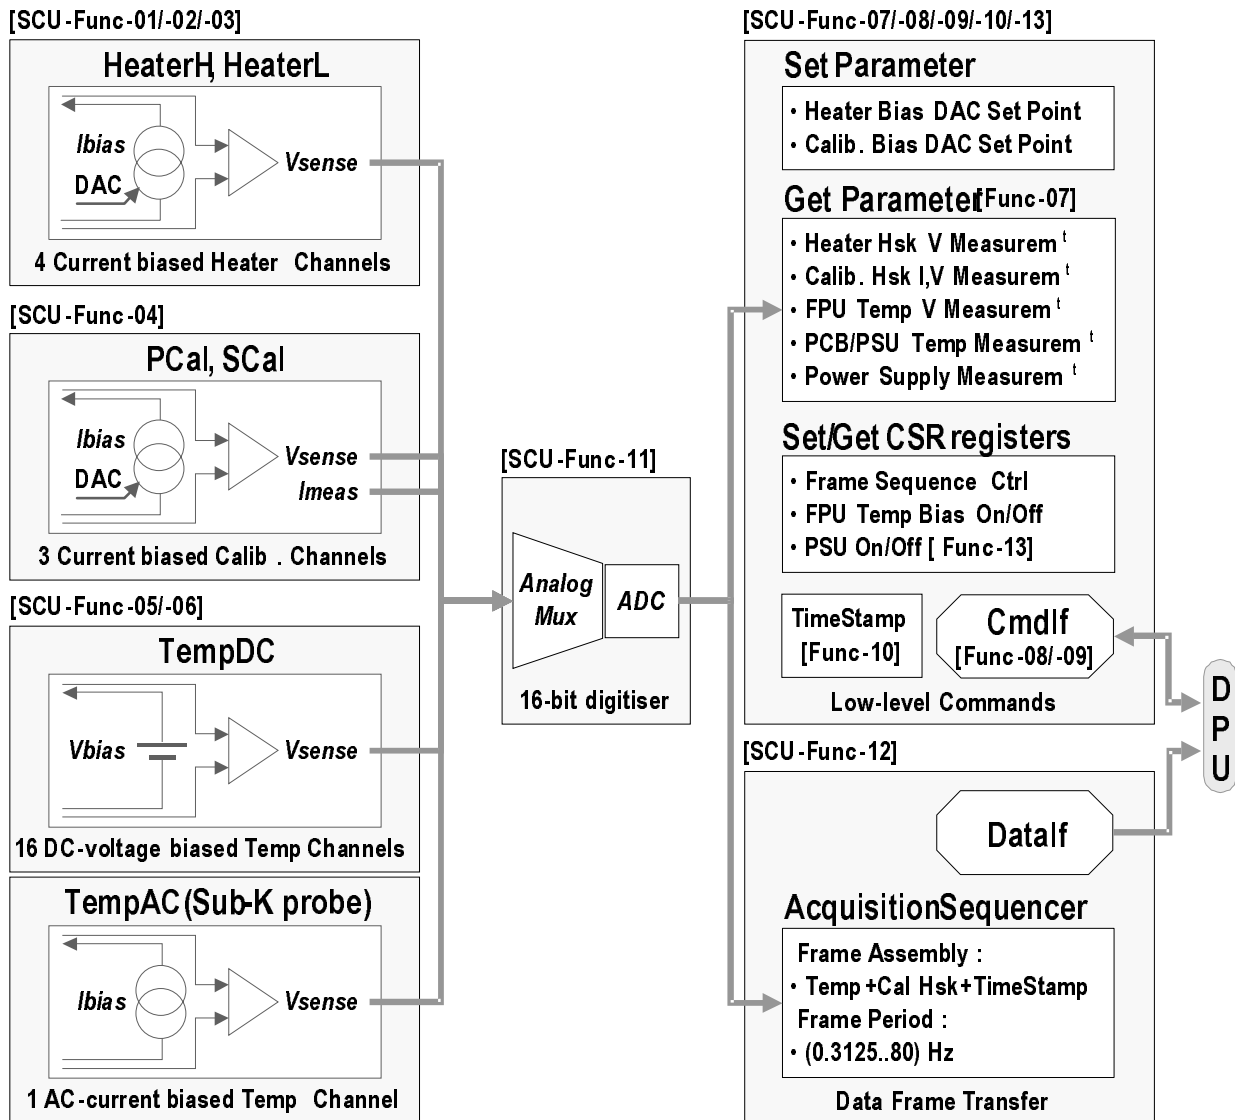 [SCU-Func-01/-02/-03]
HeaterH, HeaterL
Ibias
DAC
Vsense
4 Current biased Heater Channels
[SCU-Func-04]
PCal, SCal
Ibias
DAC
Vsense
Imeas
3 Current biased Calib . Channels
[SCU-Func-05/-06]
TempDC
Vbias
Vsense
16 DC-voltage biased Temp Channels
TempAC (Sub-K probe)
Ibias
Vsense
1 AC-current biased Temp Channel
[SCU-Func-11]
Analog
Mux
ADC
16-bit digitiser
[SCU-Func-07/-08/-09/-10/-13]
Set Parameter
• Heater Bias DAC Set Point
• Calib. Bias DAC Set Point
Get Parameter [Func-07]
• Heater Hsk V Measurem t
• Calib. Hsk I,V Measurem t
• FPU Temp V Measurem t
• PCB/PSU Temp Measurem t
• Power Supply Measurem t
Set/Get CSR registers
• Frame Sequence Ctrl
• FPU Temp Bias On/Off
• PSU On/Off [ Func-13]
TimeStamp
[Func-10]
CmdIf
[Func-08/-09]
Low-level Commands
[SCU-Func-12]
DataIf
AcquisitionSequencer
Frame Assembly :
• Temp+Cal Hsk+TimeStamp
Frame Period :
• (0.3125..80) Hz
Data Frame Transfer
D
P
U